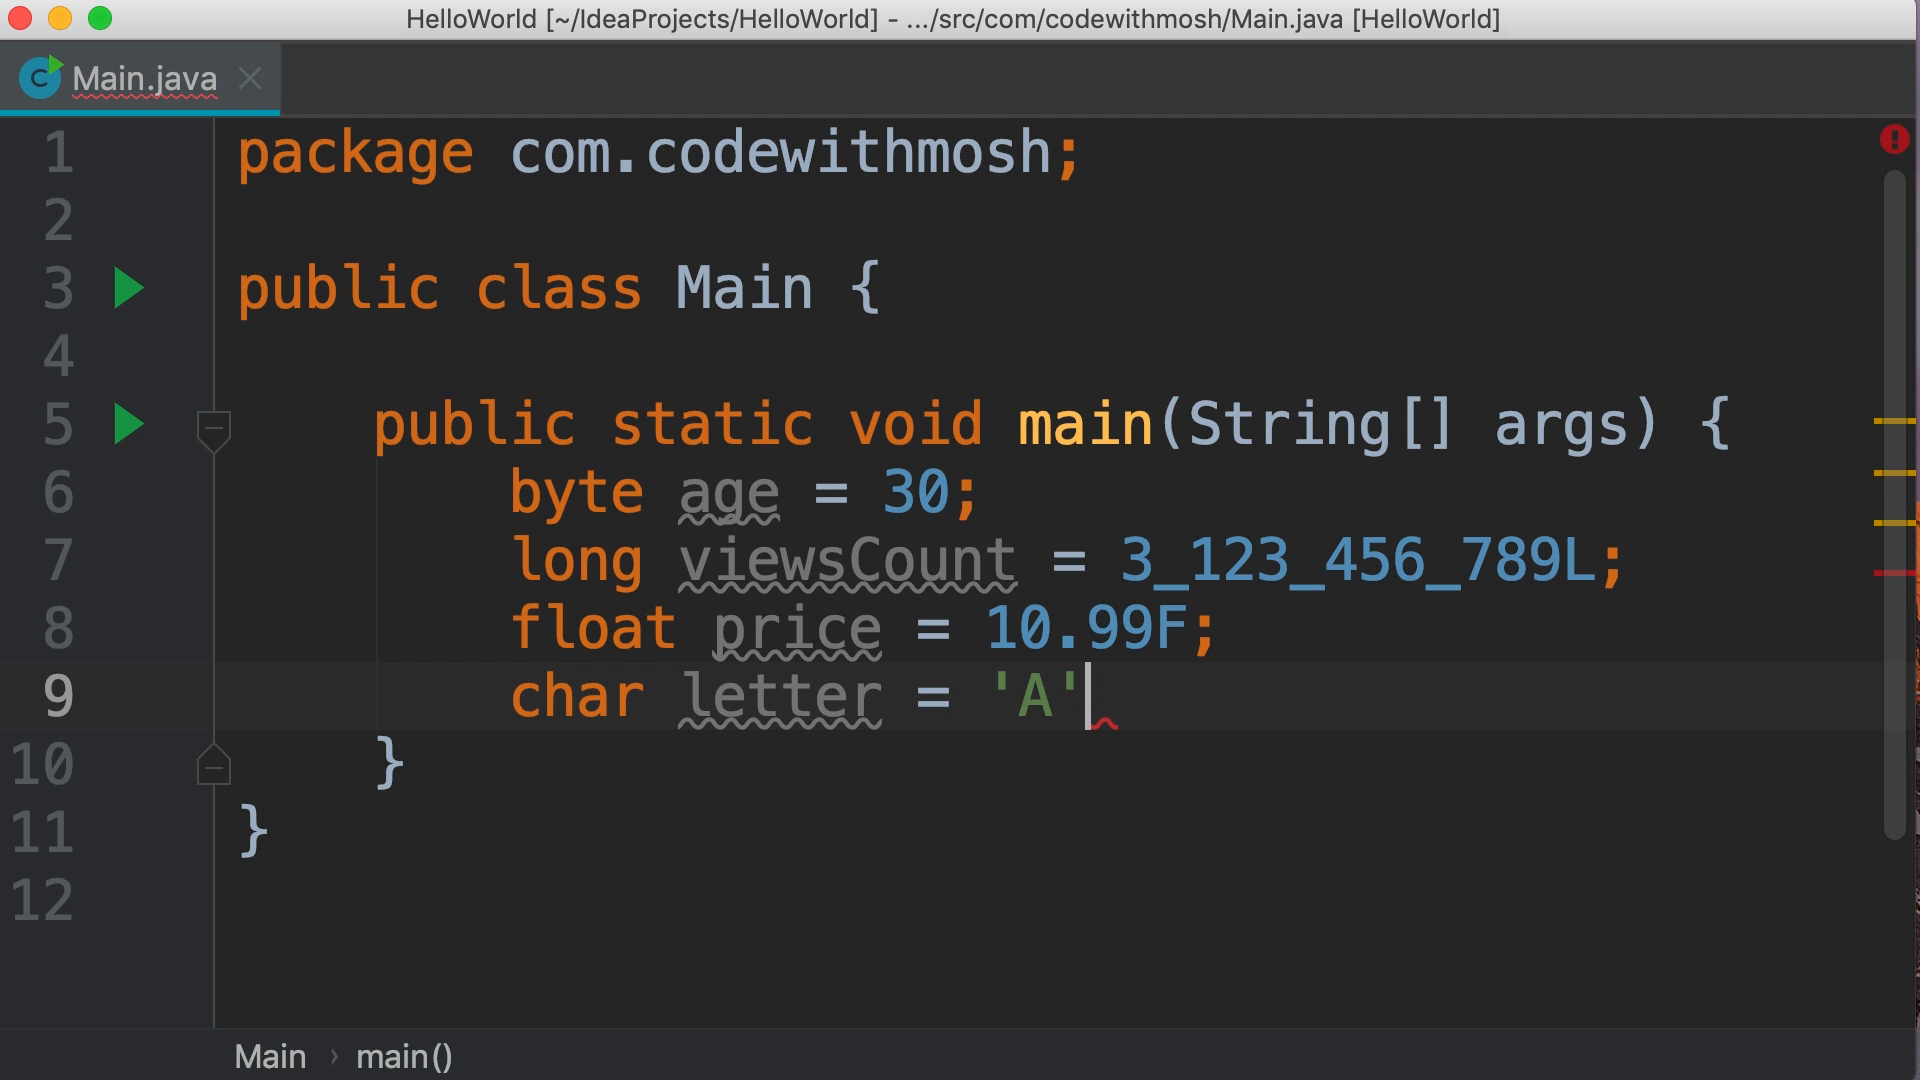 HelloWorld [~/IdeaProjects/HelloWorld] - .../src/com/codewithmosh/Main.java [HelloWorld]
C Main.java
1 package com.codewithmosh;
2
3 public class Main {
4
5 public static void main(String[] args) {
6 byte age = 30;
7 long viewsCount = 3_123_456_789L;
8 float price = 10.99F;
9 char letter = 'A'
10 }
11 }
12
Main › main()